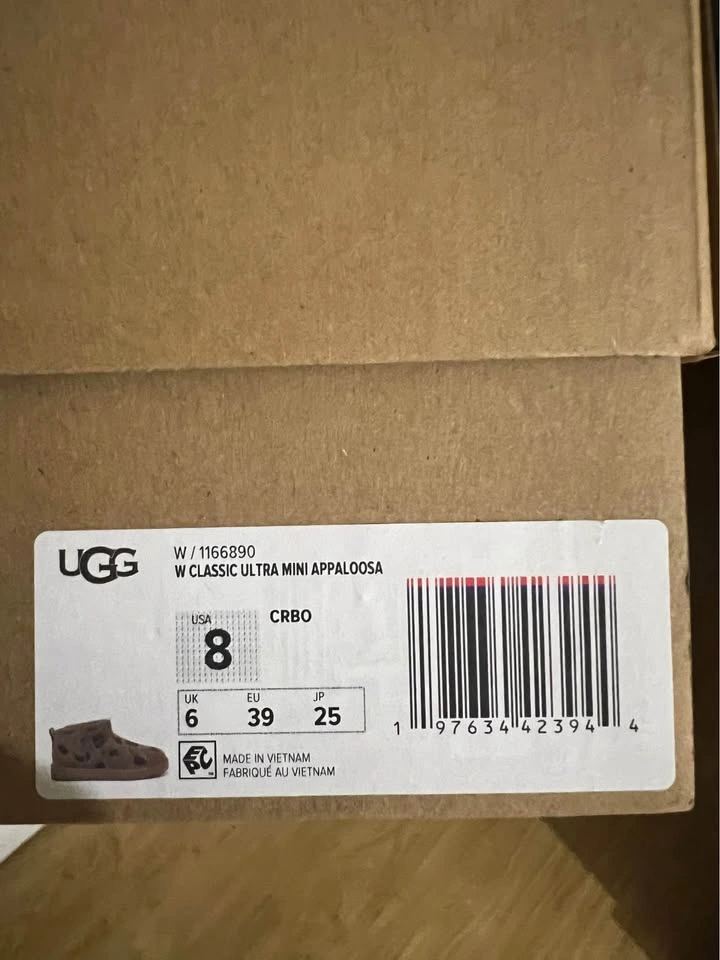 UGG
W / 1166890
W CLASSIC ULTRA MINI APPALOOSA
USA
8
CRBO
UK EU JP
6 39 25
EPC
MADE IN VIETNAM
FABRIQUÉ AU VIETNAM
1 97634 42394 4